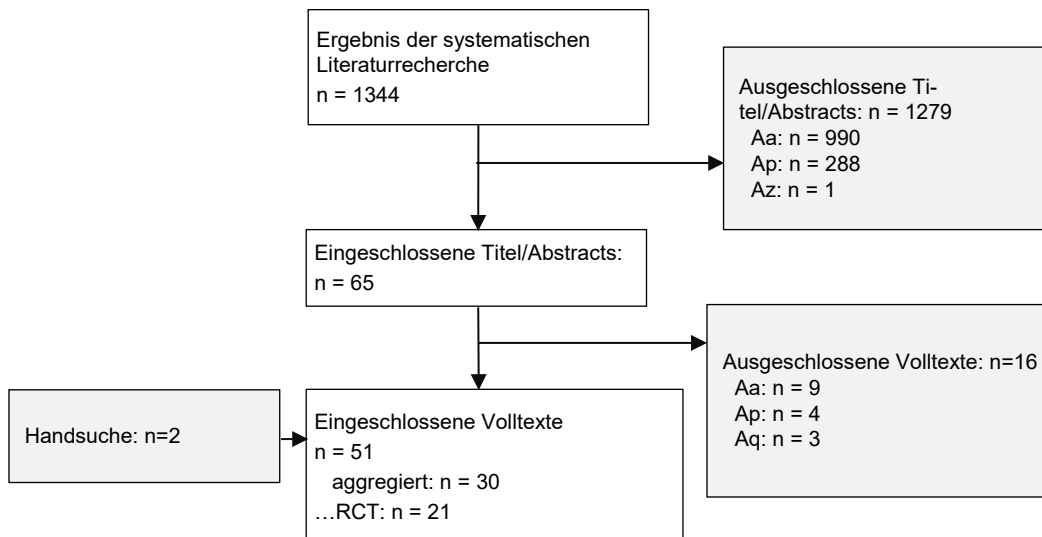 Ergebnis der systematischen
Literaturrecherche
n = 1344
Ausgeschlossene Ti-
tel/Abstracts: n = 1279
Aa: n = 990
Ap: n = 288
Az: n = 1
Eingeschlossene Titel/Abstracts:
n = 65
Ausgeschlossene Volltexte: n=16
Aa: n = 9
Ap: n = 4
Aq: n = 3
Handsuche: n=2
Eingeschlossene Volltexte
n = 51
aggregiert: n = 30
…RCT: n = 21